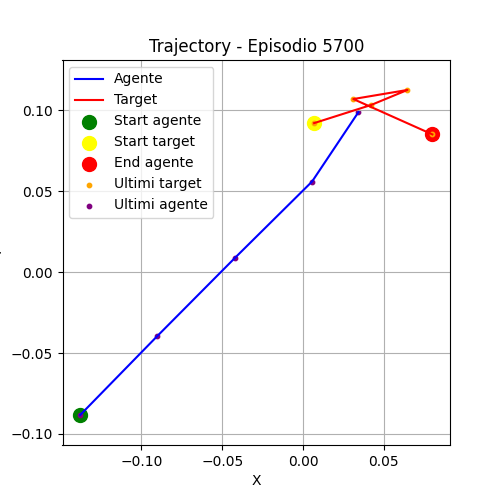 Trajectory - Episodio 5700
Agente
Target
Start agente
Start target
End agente
Ultimi target
Ultimi agente
0.10
0.05
0.00
−0.05
−0.10
−0.10
−0.05
0.00
0.05
X